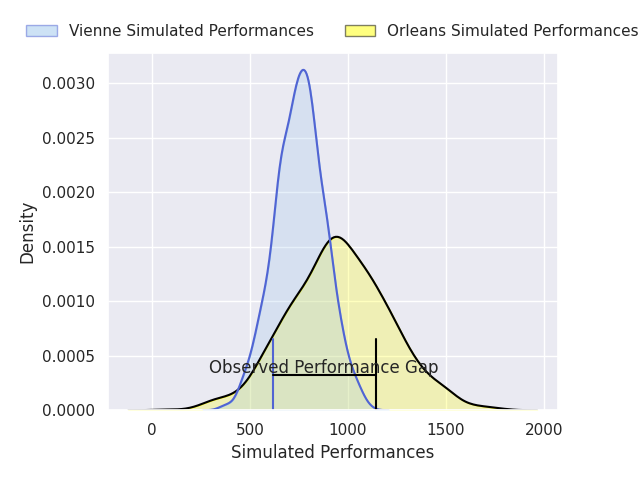 Vienne Simulated Performances
Orleans Simulated Performances
0.0030
0.0025
0.0020
0.0015
0.0010
0.0005
0.0000
Density
Observed Performance Gap
0
500
1000
1500
2000
Simulated Performances